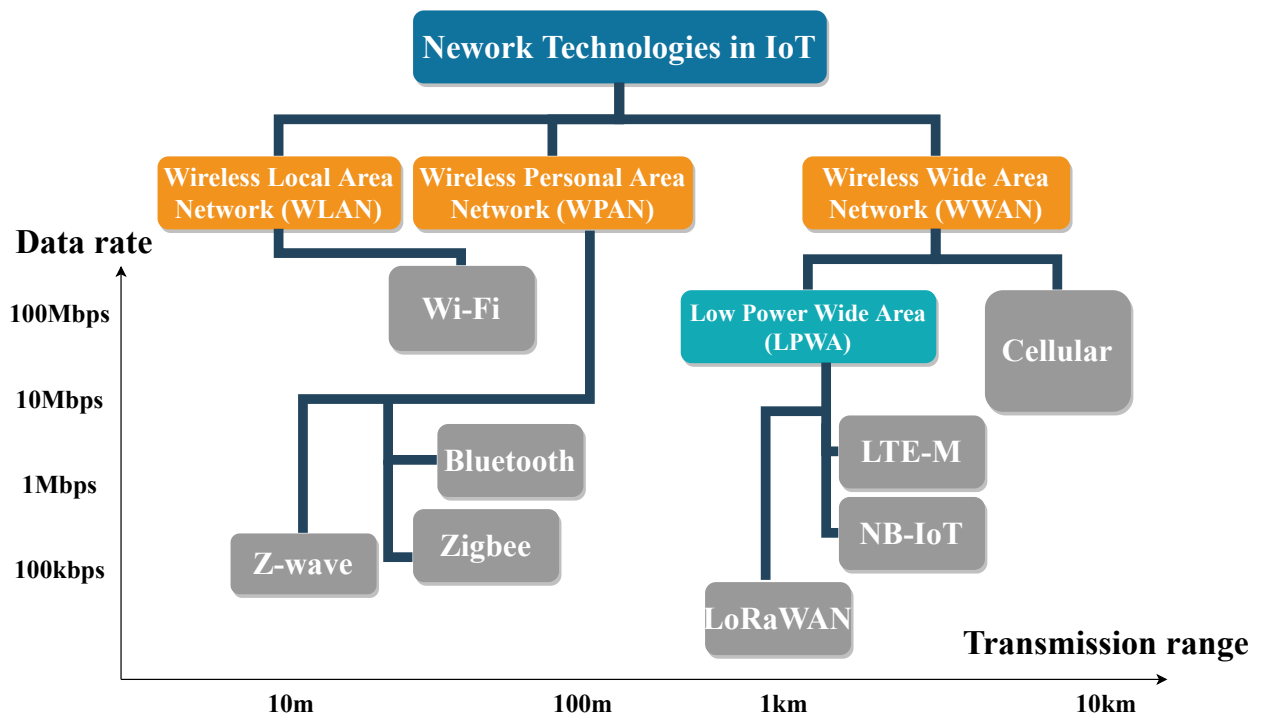 Nework Technologies in IoT
Wireless Local Area
Network (WLAN)
Wireless Personal Area
Network (WPAN)
Wireless Wide Area
Network (WWAN)
Data rate
100Mbps
10Mbps
1Mbps
100kbps
Wi-Fi
Low Power Wide Area
(LPWA)
Cellular
Bluetooth
LTE-M
Zigbee
NB-IoT
Z-wave
LoRaWAN
Transmission range
10m
100m
1km
10km